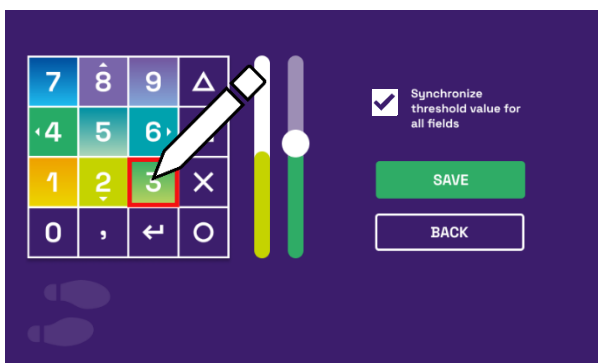 7 8 9
4 5 6
1 2 3
0 ,
Synchronize
threshold value for
all fields
SAVE
BACK